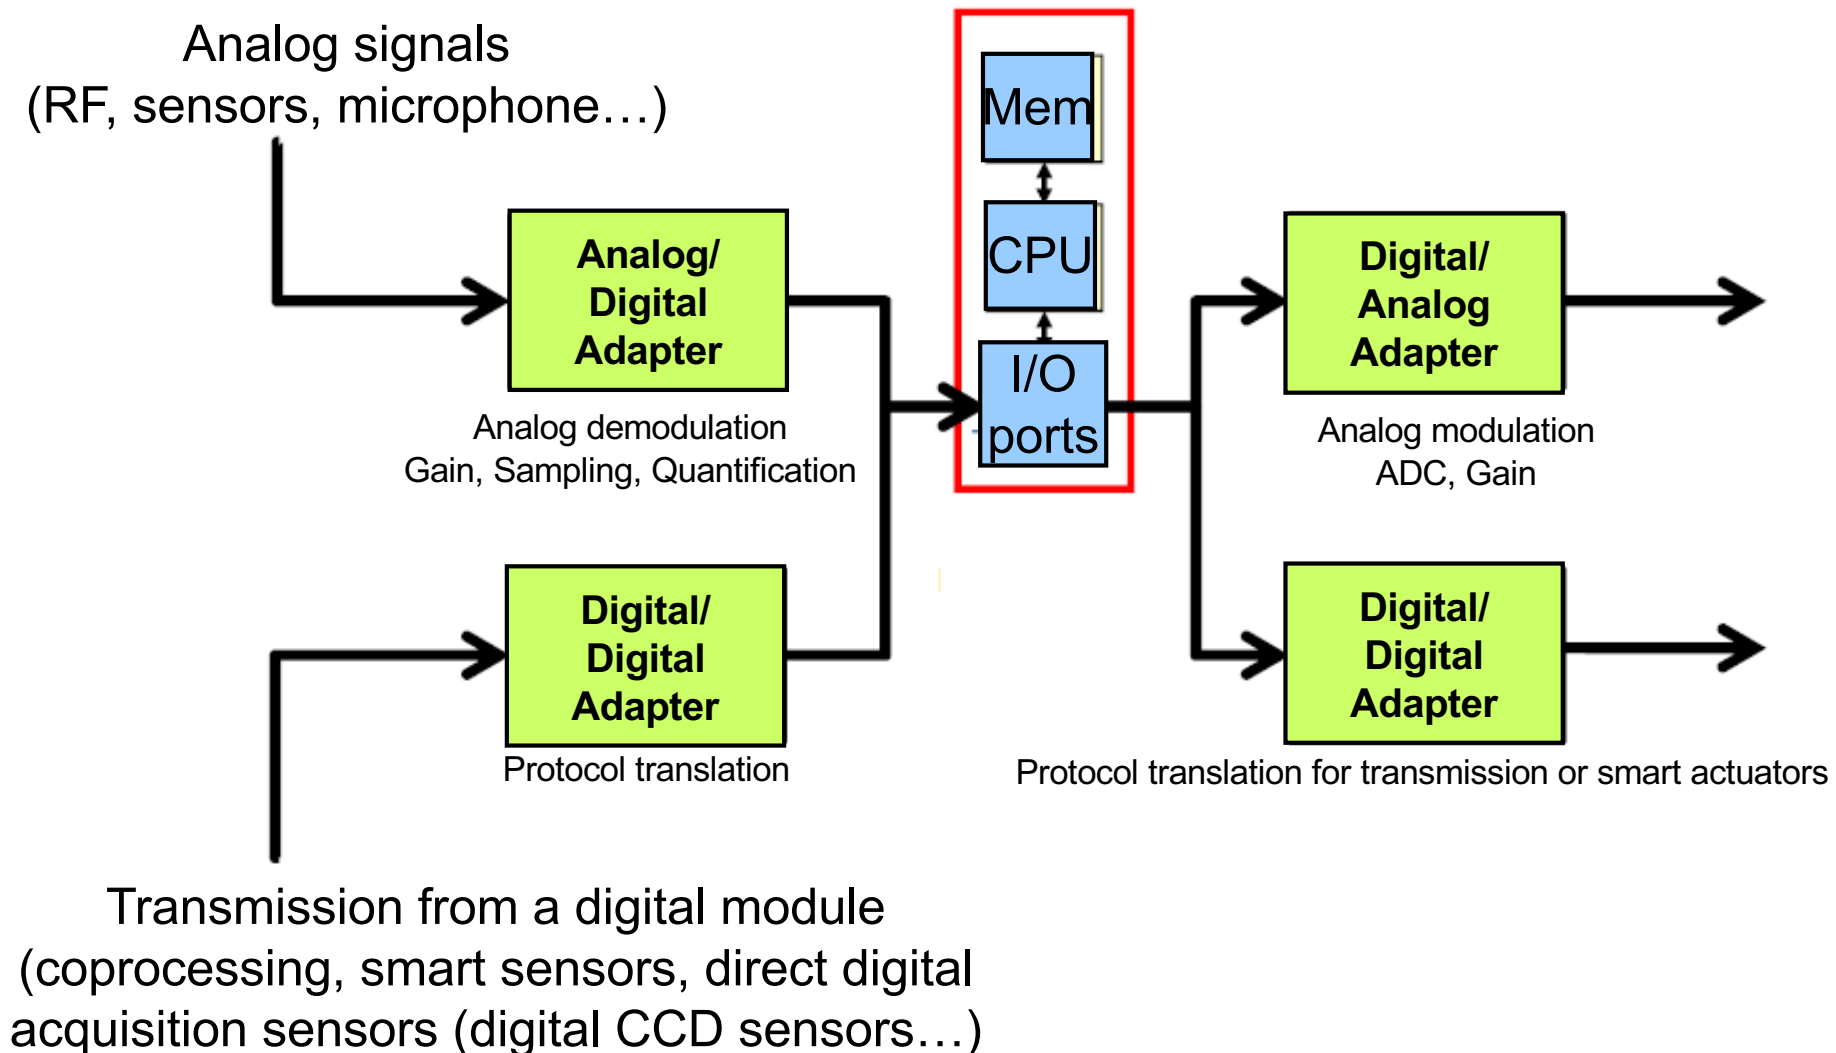 Analog signals
(RF, sensors, microphone…)
Mem
CPU
I/O
ports
Analog/
Digital
Adapter
Analog demodulation
Gain, Sampling, Quantification
Digital/
Analog
Adapter
Analog modulation
ADC, Gain
Digital/
Digital
Adapter
Protocol translation
Digital/
Digital
Adapter
Protocol translation for transmission or smart actuators
Transmission from a digital module
(coprocessing, smart sensors, direct digital
acquisition sensors (digital CCD sensors…)